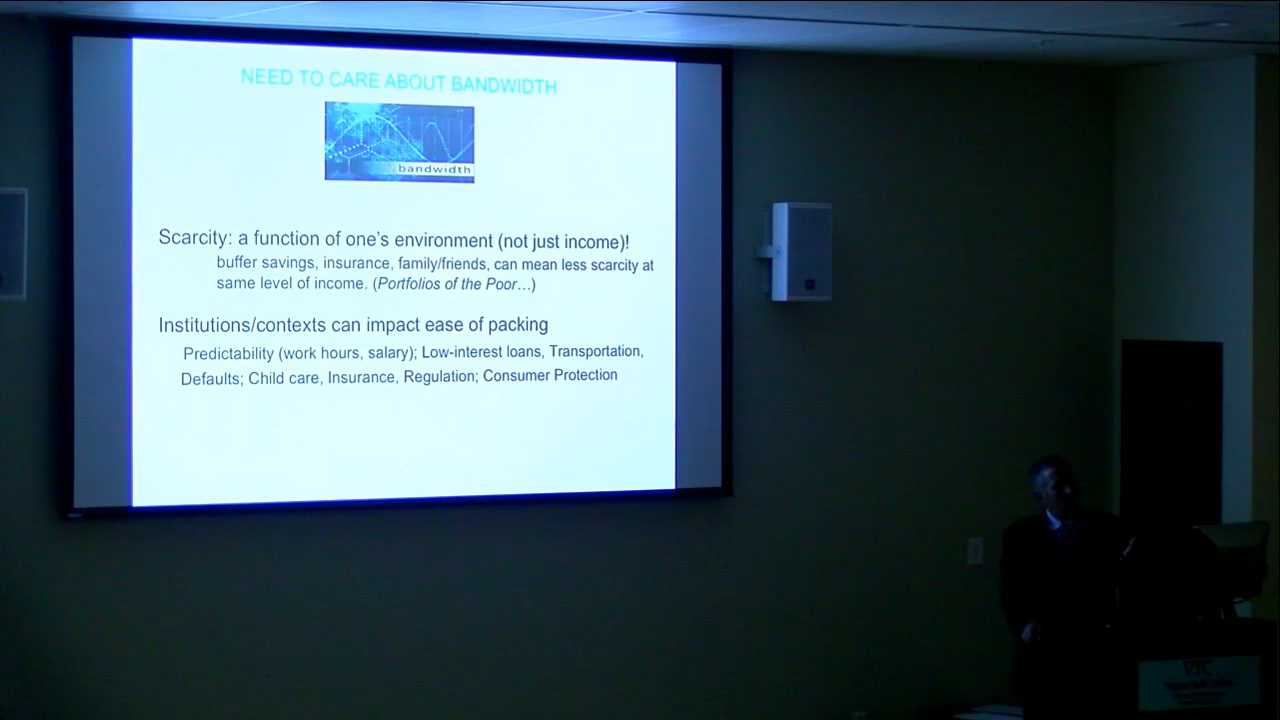 NEED TO CARE ABOUT BANDWIDTH
bandwidth
Scarcity: a function of one's environment (not just income)!
buffer savings, insurance, family/friends, can mean less scarcity at
same level of income. (Portfolios of the Poor…)
Institutions/contexts can impact ease of packing
Predictability (work hours, salary); Low-interest loans, Transportation,
Defaults; Child care, Insurance, Regulation; Consumer Protection
VTC